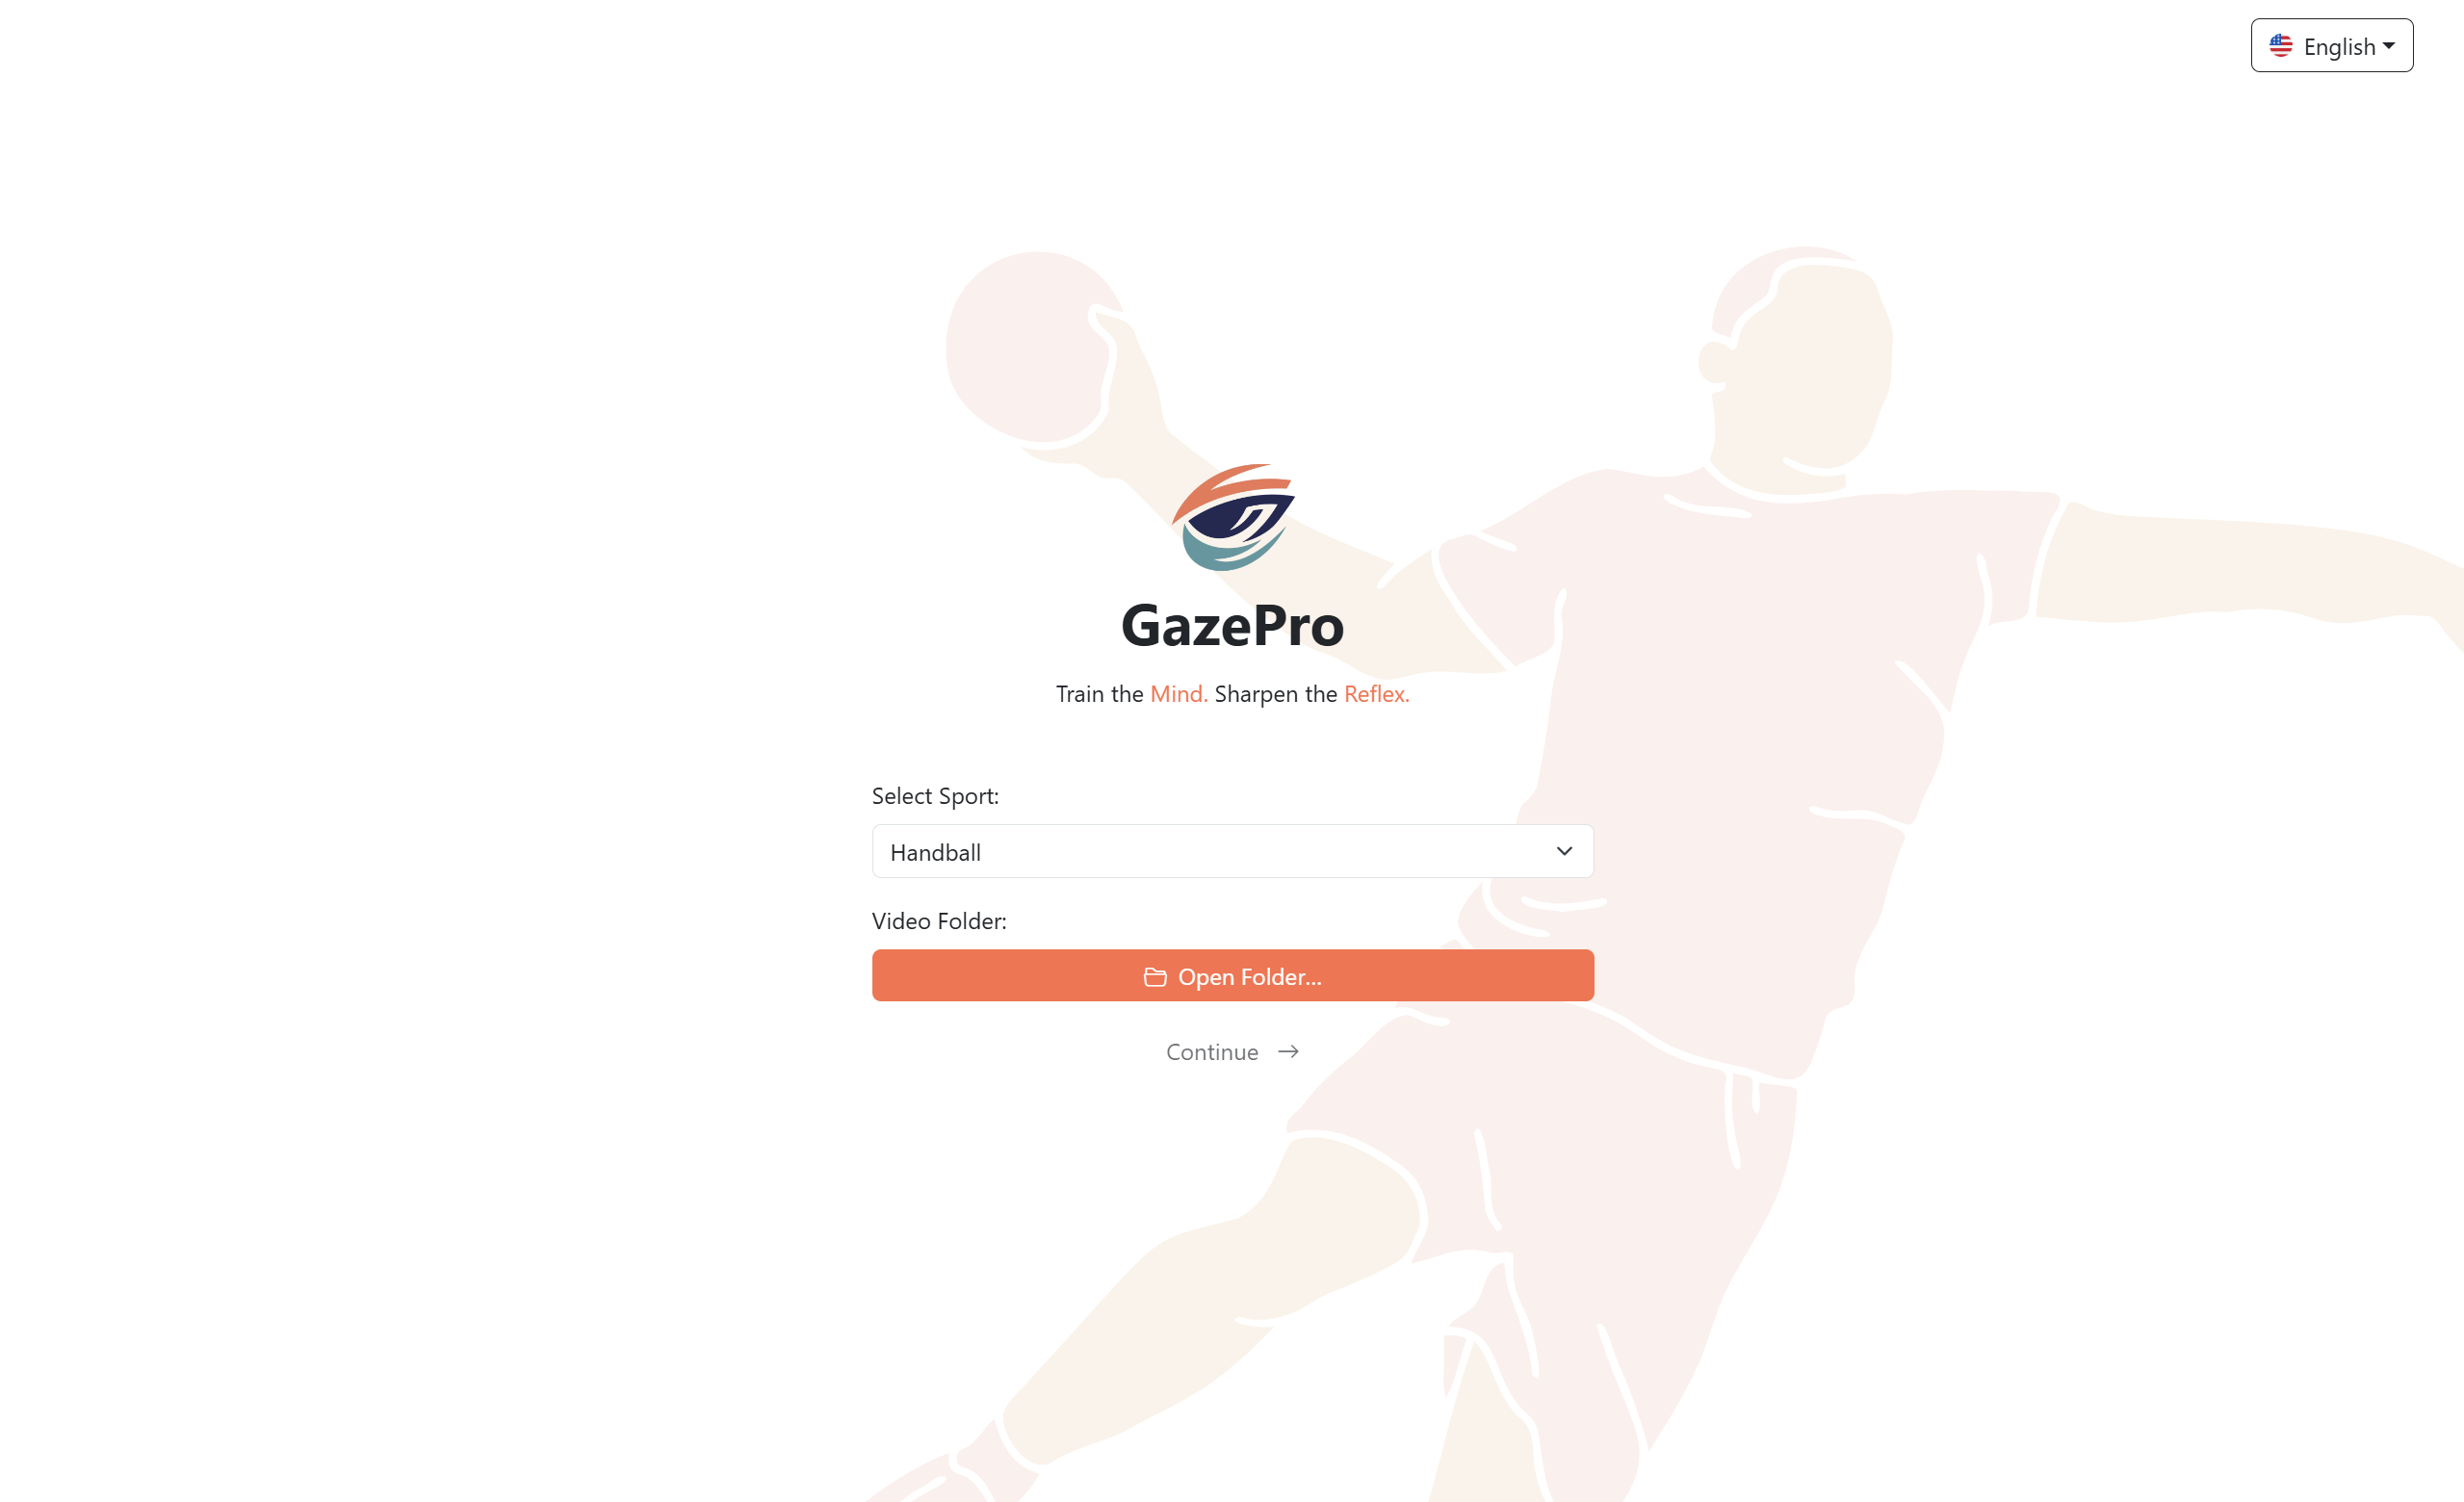 English
GazePro
Train the Mind. Sharpen the Reflex.
Select Sport:
Handball
Video Folder:
Open Folder...
Continue